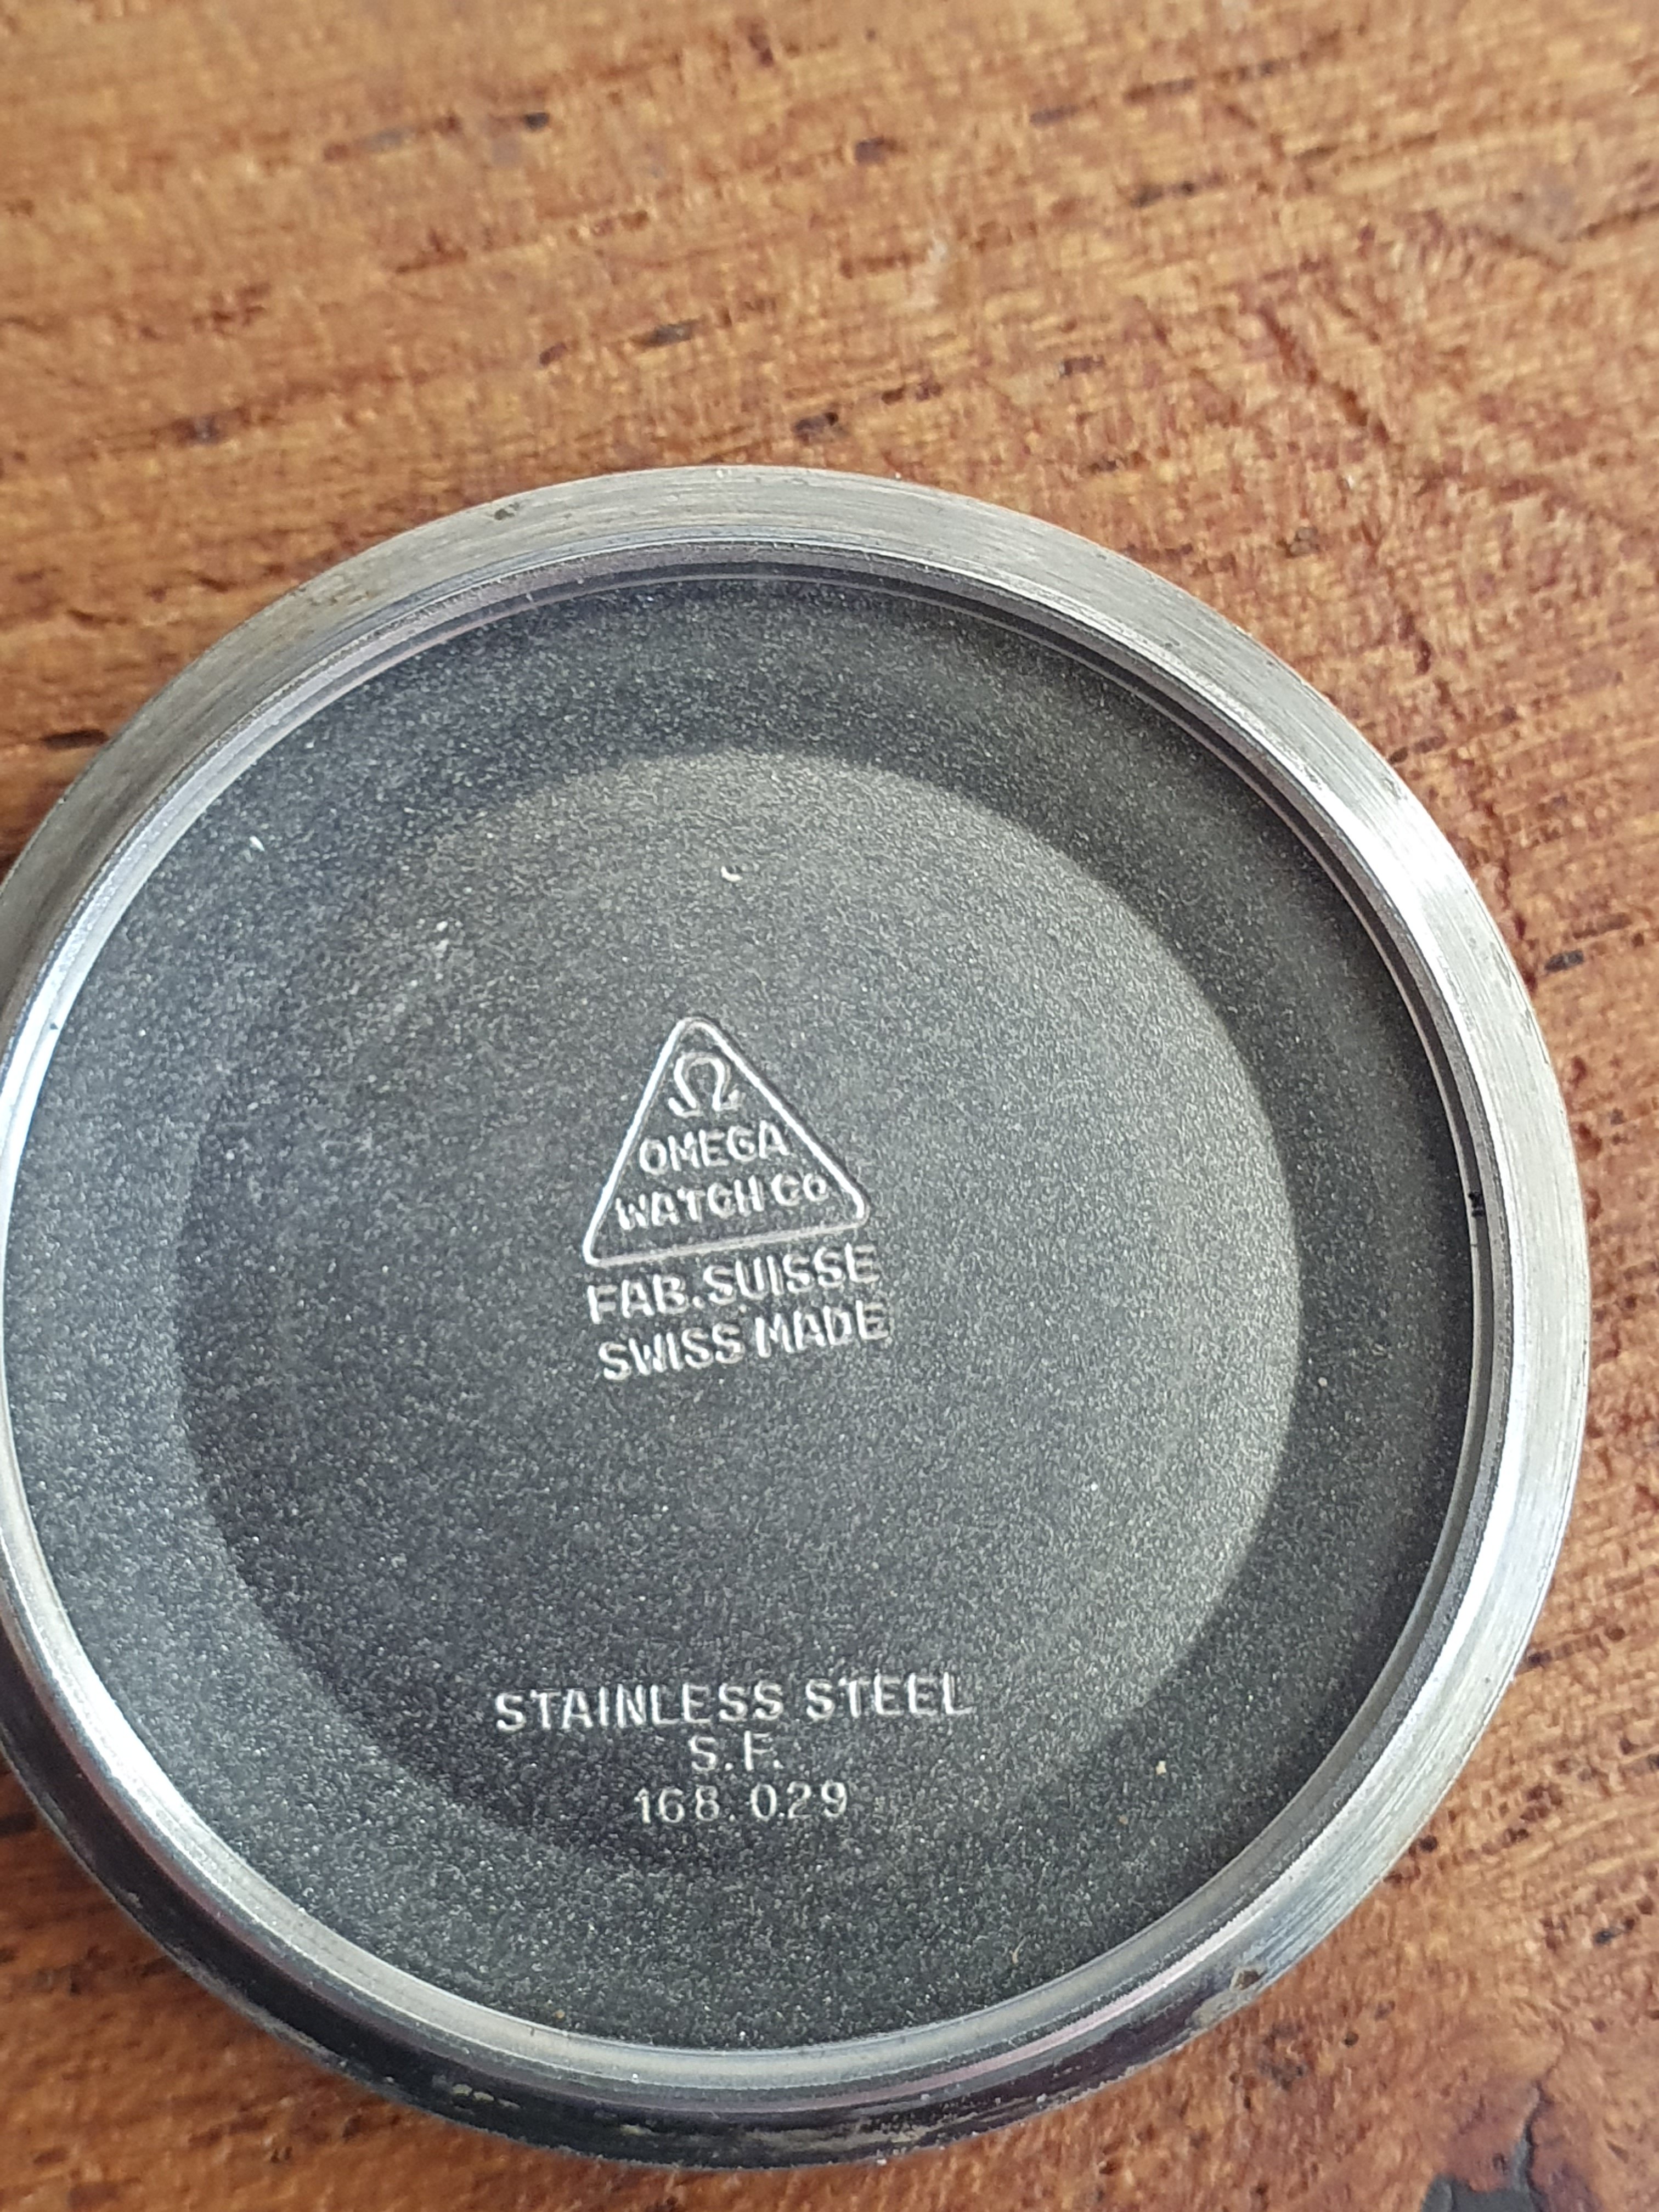 Ω
OMEGA
WATCH Co
FAB. SUISSE
SWISS MADE
STAINLESS STEEL
S.F.
168.029